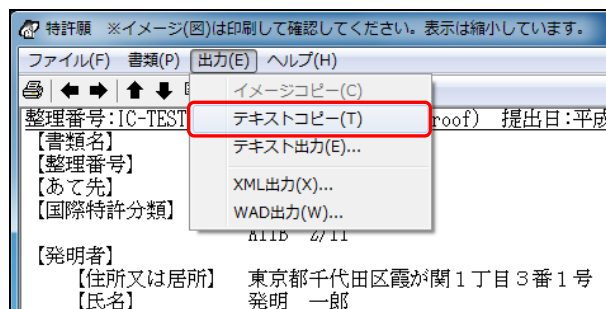 特許願 ※イメージ(図)は印刷して確認してください。表示は縮小しています。
ファイル(F) 書類(P) 出力(E) ヘルプ(H)
イメージコピー(C)
テキストコピー(T)
テキスト出力(E)...
XML出力(X)...
WAD出力(W)...
整理番号:IC-TEST roof) 提出日:平成
【書類名】
【整理番号】
【あて先】
【国際特許分類】
A11B 2/11
【発明者】
【住所又は居所】 東京都千代田区霞が関1丁目3番1号
【氏名】 発明 一郎